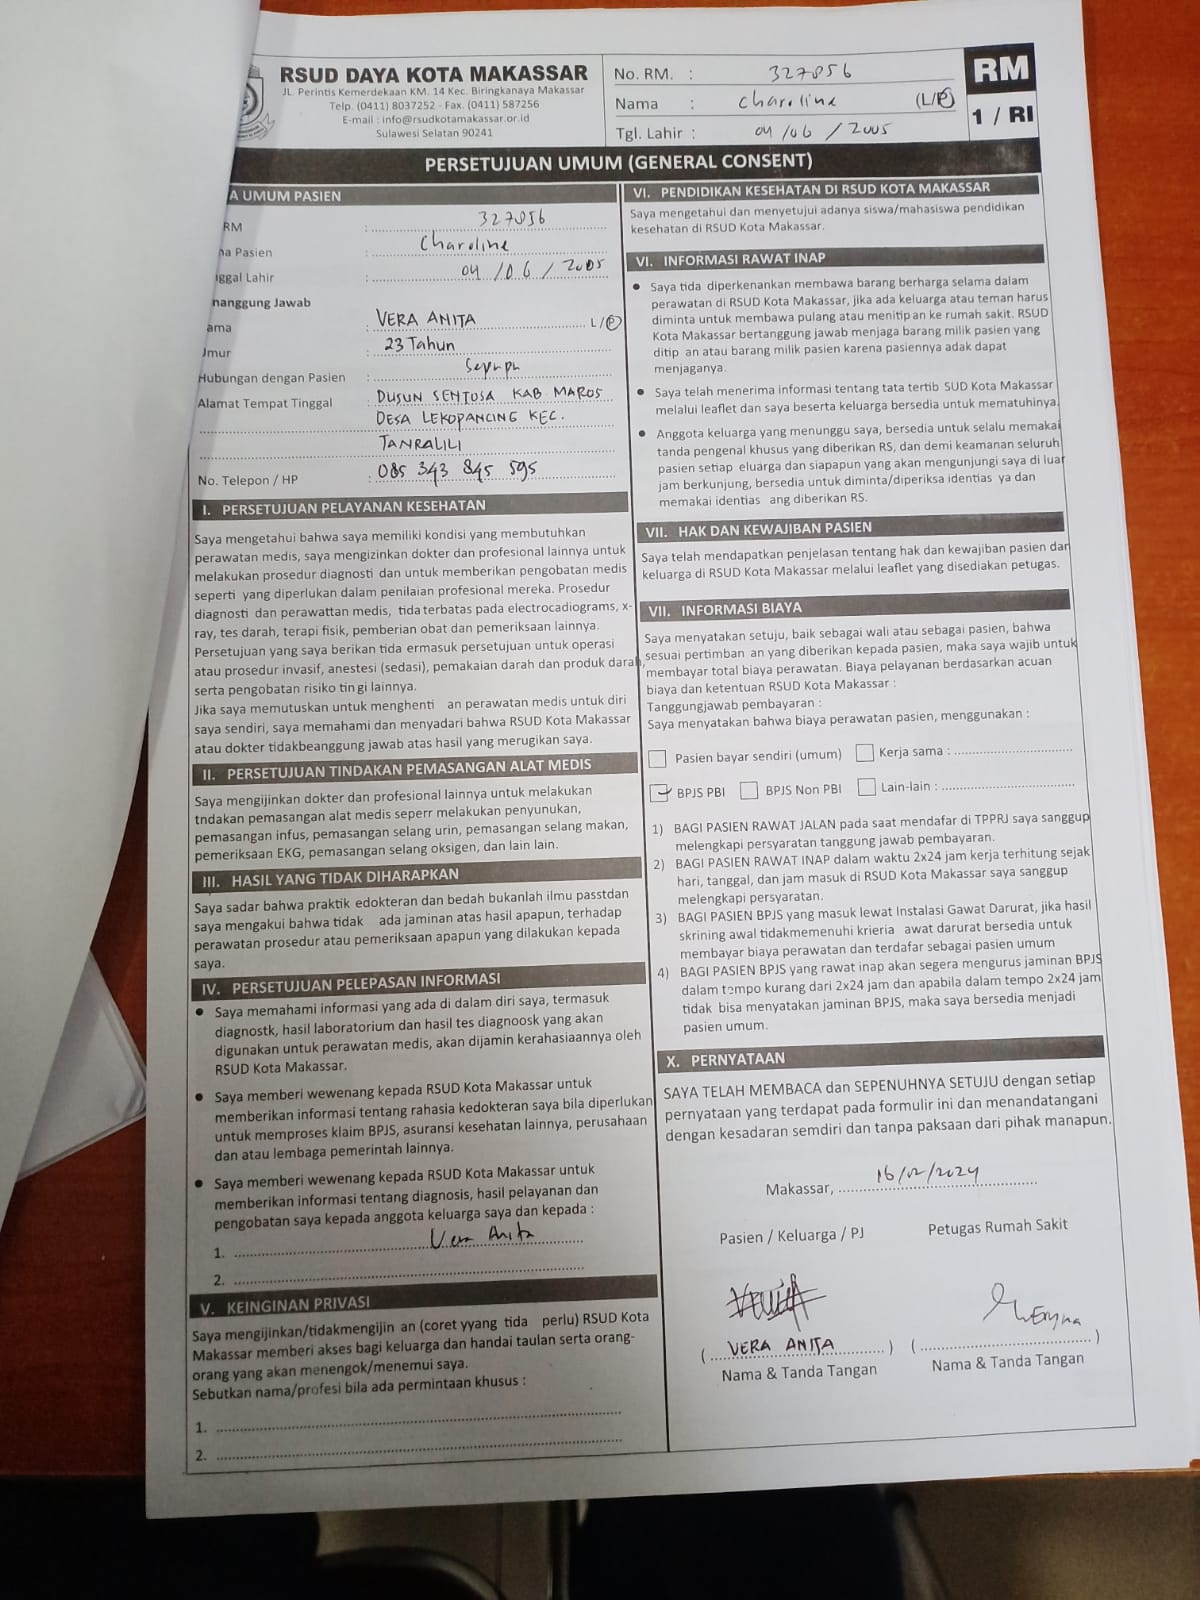 RSUD DAYA KOTA MAKASSAR
JL. Perintis Kemerdekaan KM. 14 Kec. Biringkanaya Makassar
Telp. (0411) 8037252 - Fax. (0411) 587256
E-mail : info@rsudkotamakassar.or.id
Sulawesi Selatan 90241
No. RM. : 327856
Nama : Charoline (L/P)
Tgl. Lahir : 04/06/2005
RM
1 / RI
PERSETUJUAN UMUM (GENERAL CONSENT)
A UMUM PASIEN
RM : 327856
na Pasien : Charoline
nggal Lahir : 04/06/2005
nanggung Jawab
ama : VERA ANITA L/P
Umur : 23 Tahun
Hubungan dengan Pasien : Sepupu
Alamat Tempat Tinggal : DUSUN SENTOSA KAB MAROS
DESA LEKOPANCING KEC.
TANRALILI
No. Telepon / HP : 085 343 845 595
I. PERSETUJUAN PELAYANAN KESEHATAN
Saya mengetahui bahwa saya memiliki kondisi yang membutuhkan
perawatan medis, saya mengizinkan dokter dan profesional lainnya untuk
melakukan prosedur diagnosti dan untuk memberikan pengobatan medis
seperti yang diperlukan dalam penilaian profesional mereka. Prosedur
diagnosti dan perawattan medis, tida terbatas pada electrocadiograms, x-
ray, tes darah, terapi fisik, pemberian obat dan pemeriksaan lainnya.
Persetujuan yang saya berikan tida ermasuk persetujuan untuk operasi
atau prosedur invasif, anestesi (sedasi), pemakaian darah dan produk darah,
serta pengobatan risiko tin gi lainnya.
Jika saya memutuskan untuk menghenti an perawatan medis untuk diri
saya sendiri, saya memahami dan menyadari bahwa RSUD Kota Makassar
atau dokter tidakbeanggung jawab atas hasil yang merugikan saya.
II. PERSETUJUAN TINDAKAN PEMASANGAN ALAT MEDIS
Saya mengijinkan dokter dan profesional lainnya untuk melakukan
tndakan pemasangan alat medis seperr melakukan penyunukan,
pemasangan infus, pemasangan selang urin, pemasangan selang makan,
pemeriksaan EKG, pemasangan selang oksigen, dan lain lain.
III. HASIL YANG TIDAK DIHARAPKAN
Saya sadar bahwa praktik edokteran dan bedah bukanlah ilmu passtdan
saya mengakui bahwa tidak ada jaminan atas hasil apapun, terhadap
perawatan prosedur atau pemeriksaan apapun yang dilakukan kepada
saya.
IV. PERSETUJUAN PELEPASAN INFORMASI
• Saya memahami informasi yang ada di dalam diri saya, termasuk
diagnostk, hasil laboratorium dan hasil tes diagnoosk yang akan
digunakan untuk perawatan medis, akan dijamin kerahasiaannya oleh
RSUD Kota Makassar.
• Saya memberi wewenang kepada RSUD Kota Makassar untuk
memberikan informasi tentang rahasia kedokteran saya bila diperlukan
untuk memproses klaim BPJS, asuransi kesehatan lainnya, perusahaan
dan atau lembaga pemerintah lainnya.
• Saya memberi wewenang kepada RSUD Kota Makassar untuk
memberikan informasi tentang diagnosis, hasil pelayanan dan
pengobatan saya kepada anggota keluarga saya dan kepada :
1. Vera Anita
2.
V. KEINGINAN PRIVASI
Saya mengijinkan/tidakmengijin an (coret yyang tida perlu) RSUD Kota
Makassar memberi akses bagi keluarga dan handai taulan serta orang-
orang yang akan menengok/menemui saya.
Sebutkan nama/profesi bila ada permintaan khusus :
1.
2.
VI. PENDIDIKAN KESEHATAN DI RSUD KOTA MAKASSAR
Saya mengetahui dan menyetujui adanya siswa/mahasiswa pendidikan
kesehatan di RSUD Kota Makassar.
VI. INFORMASI RAWAT INAP
• Saya tida diperkenankan membawa barang berharga selama dalam
perawatan di RSUD Kota Makassar, jika ada keluarga atau teman harus
diminta untuk membawa pulang atau menitip an ke rumah sakit. RSUD
Kota Makassar bertanggung jawab menjaga barang milik pasien yang
ditip an atau barang milik pasien karena pasiennya adak dapat
menjaganya.
• Saya telah menerima informasi tentang tata tertib SUD Kota Makassar
melalui leaflet dan saya beserta keluarga bersedia untuk mematuhinya
• Anggota keluarga yang menunggu saya, bersedia untuk selalu memakai
tanda pengenal khusus yang diberikan RS, dan demi keamanan seluruh
pasien setiap eluarga dan siapapun yang akan mengunjungi saya di luar
jam berkunjung, bersedia untuk diminta/diperiksa identias ya dan
memakai identias ang diberikan RS.
VII. HAK DAN KEWAJIBAN PASIEN
Saya telah mendapatkan penjelasan tentang hak dan kewajiban pasien dan
keluarga di RSUD Kota Makassar melalui leaflet yang disediakan petugas.
VII. INFORMASI BIAYA
Saya menyatakan setuju, baik sebagai wali atau sebagai pasien, bahwa
sesuai pertimban an yang diberikan kepada pasien, maka saya wajib untuk
membayar total biaya perawatan. Biaya pelayanan berdasarkan acuan
biaya dan ketentuan RSUD Kota Makassar :
Tanggungjawab pembayaran :
Saya menyatakan bahwa biaya perawatan pasien, menggunakan :
Pasien bayar sendiri (umum) Kerja sama :
BPJS PBI BPJS Non PBI Lain-lain :
1) BAGI PASIEN RAWAT JALAN pada saat mendafar di TPPRJ saya sanggup
melengkapi persyaratan tanggung jawab pembayaran.
2) BAGI PASIEN RAWAT INAP dalam waktu 2x24 jam kerja terhitung sejak
hari, tanggal, dan jam masuk di RSUD Kota Makassar saya sanggup
melengkapi persyaratan.
3) BAGI PASIEN BPJS yang masuk lewat Instalasi Gawat Darurat, jika hasil
skrining awal tidakmemenuhi krieria awat darurat bersedia untuk
membayar biaya perawatan dan terdafar sebagai pasien umum
4) BAGI PASIEN BPJS yang rawat inap akan segera mengurus jaminan BPJS
dalam tempo kurang dari 2x24 jam dan apabila dalam tempo 2x24 jam
tidak bisa menyatakan jaminan BPJS, maka saya bersedia menjadi
pasien umum.
X. PERNYATAAN
SAYA TELAH MEMBACA dan SEPENUHNYA SETUJU dengan setiap
pernyataan yang terdapat pada formulir ini dan menandatangani
dengan kesadaran semdiri dan tanpa paksaan dari pihak manapun.
Makassar, 16/02/2024
Pasien / Keluarga / PJ Petugas Rumah Sakit
( VERA ANITA ) ( )
Nama & Tanda Tangan Nama & Tanda Tangan